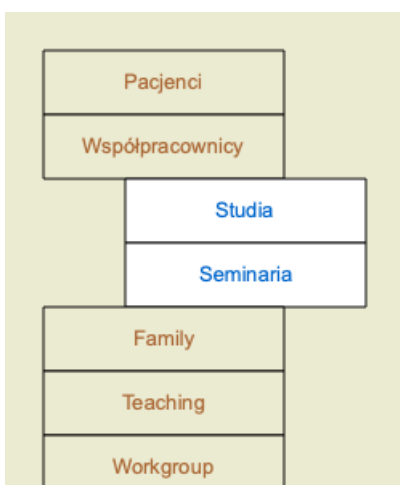 Pacjenci
Współpracownicy
Studia
Seminaria
Family
Teaching
Workgroup